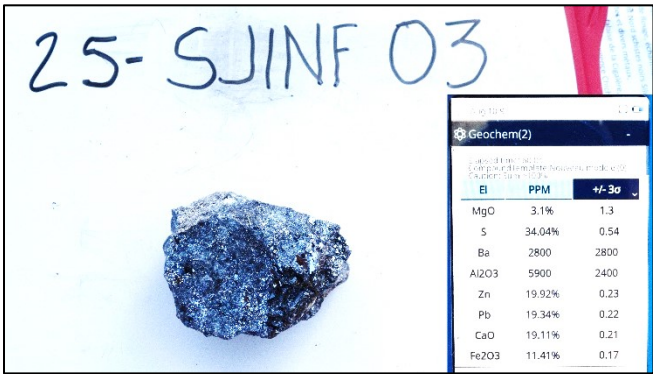 25- SJINF 03
Geochem(2) -
El PPM +/- 3σ
MgO 3.1% 1.3
S 34.04% 0.54
Ba 2800 2800
Al2O3 5900 2400
Zn 19.92% 0.23
Pb 19.34% 0.22
CaO 19.11% 0.21
Fe2O3 11.41% 0.17